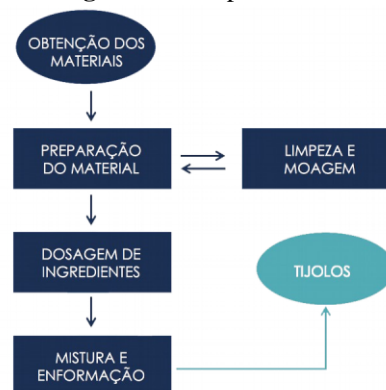 OBTENÇÃO DOS
MATERIAIS
PREPARAÇÃO
DO MATERIAL
LIMPEZA E
MOAGEM
DOSAGEM DE
INGREDIENTES
TIJOLOS
MISTURA E
ENFORMAÇÃO